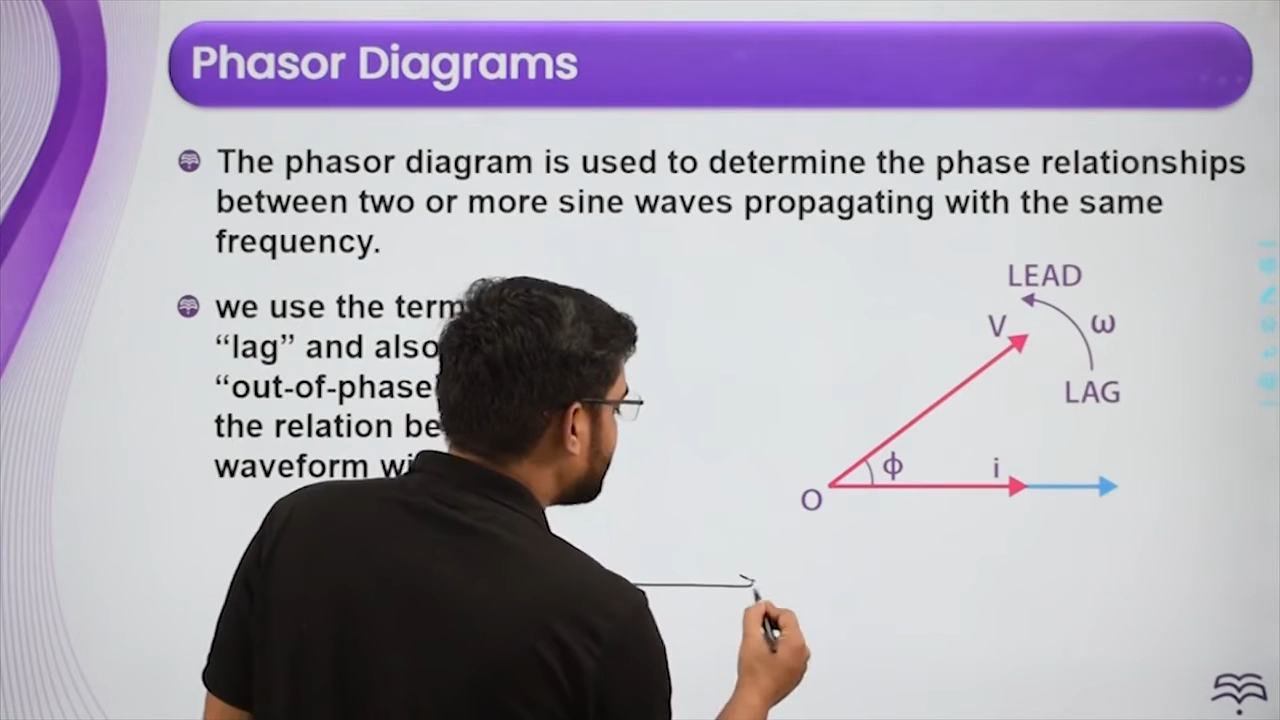 Phasor Diagrams
The phasor diagram is used to determine the phase relationships
between two or more sine waves propagating with the same
frequency.
we use the term
“lag” and also
“out-of-phase
the relation be
waveform wi
LEAD
V
ω
LAG
ϕ
i
O